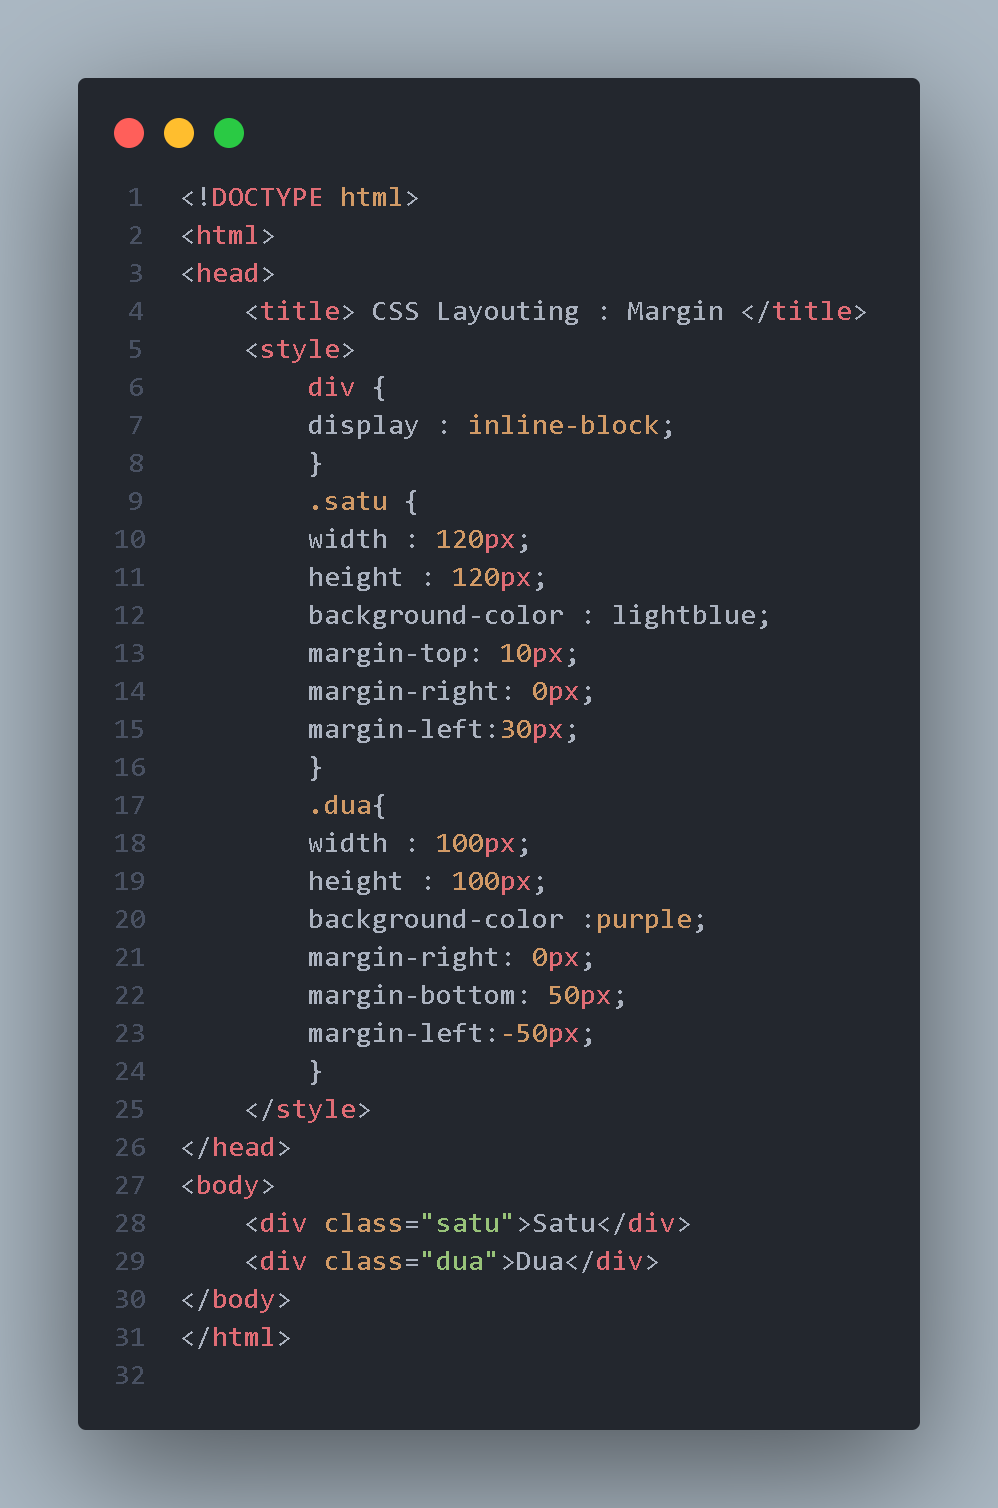 1 <!DOCTYPE html>
2 <html>
3 <head>
4     <title> CSS Layouting : Margin </title>
5     <style>
6         div {
7         display : inline-block;
8         }
9         .satu {
10         width : 120px;
11         height : 120px;
12         background-color : lightblue;
13         margin-top: 10px;
14         margin-right: 0px;
15         margin-left:30px;
16         }
17         .dua{
18         width : 100px;
19         height : 100px;
20         background-color :purple;
21         margin-right: 0px;
22         margin-bottom: 50px;
23         margin-left:-50px;
24         }
25     </style>
26 </head>
27 <body>
28     <div class="satu">Satu</div>
29     <div class="dua">Dua</div>
30 </body>
31 </html>
32